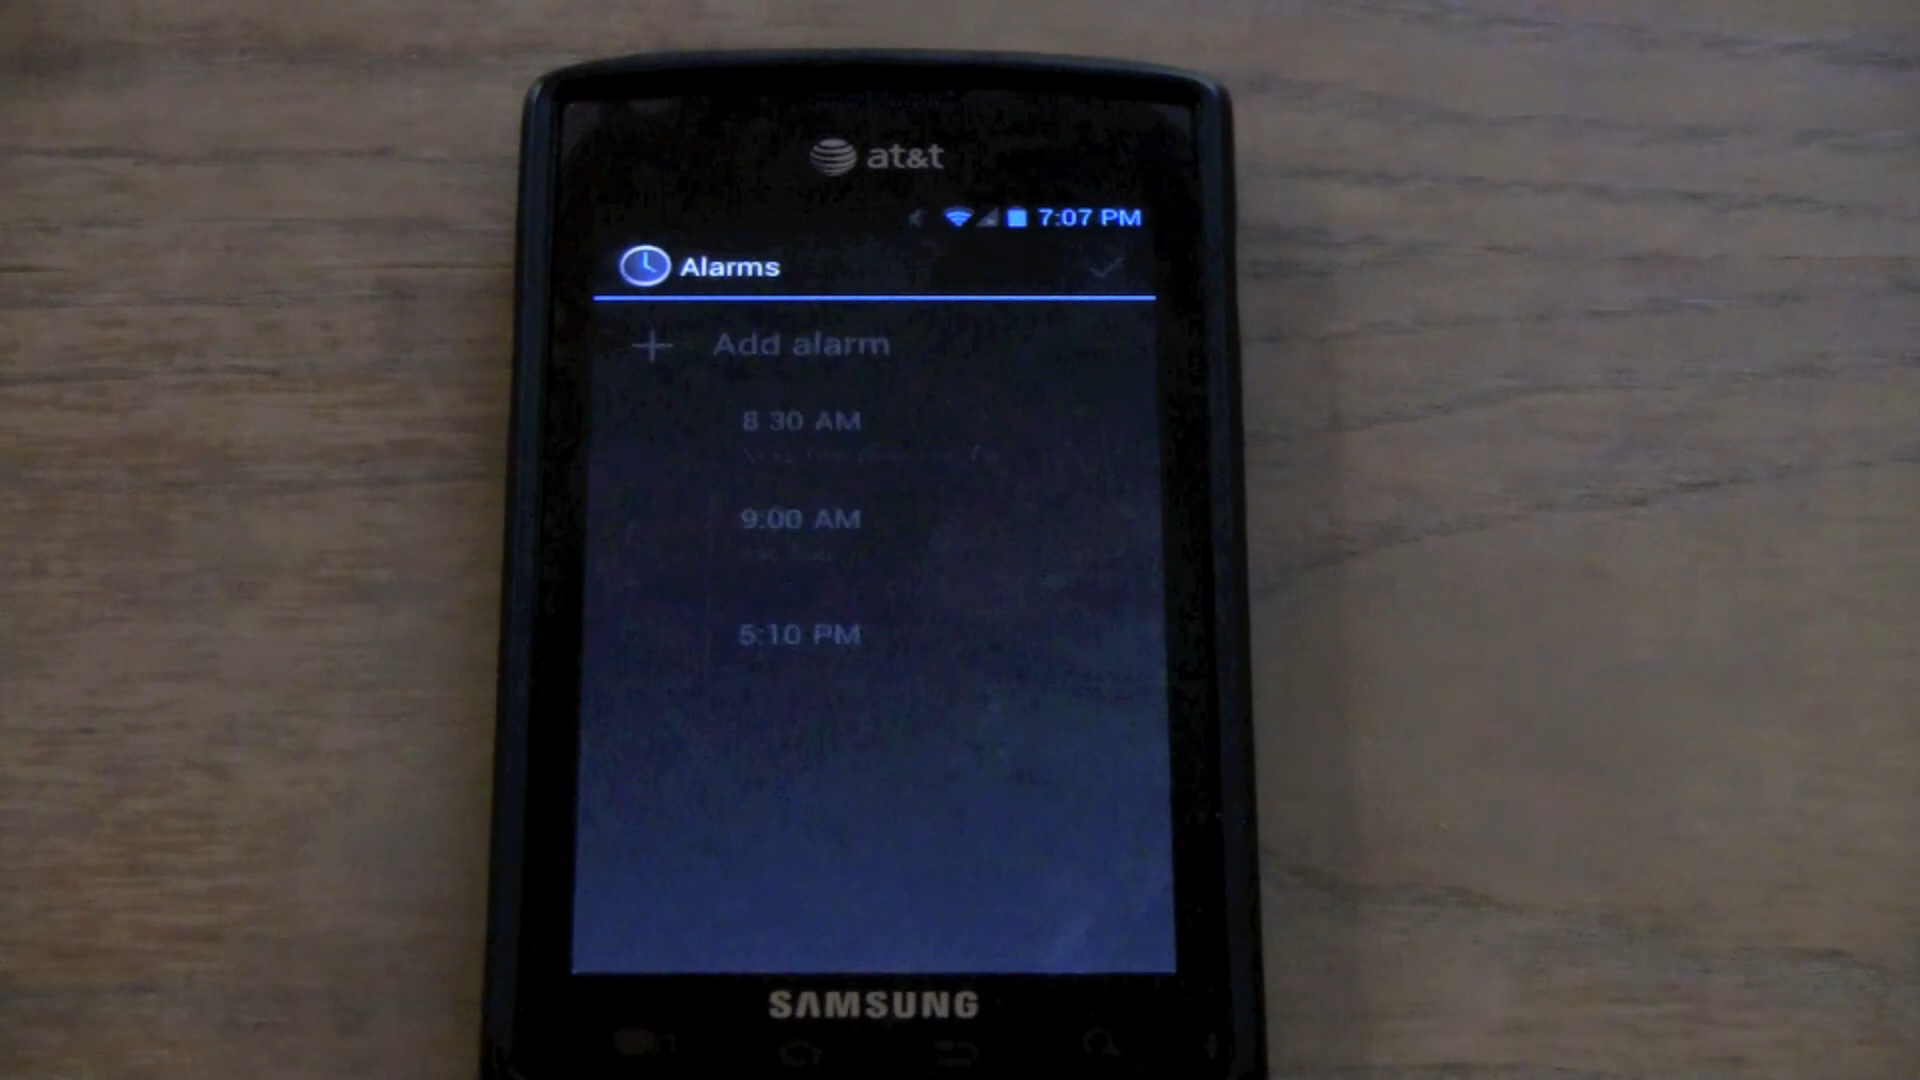 at&t
7:07 PM
Alarms
Add alarm
8 30 AM
9:00 AM
5:10 PM
SAMSUNG